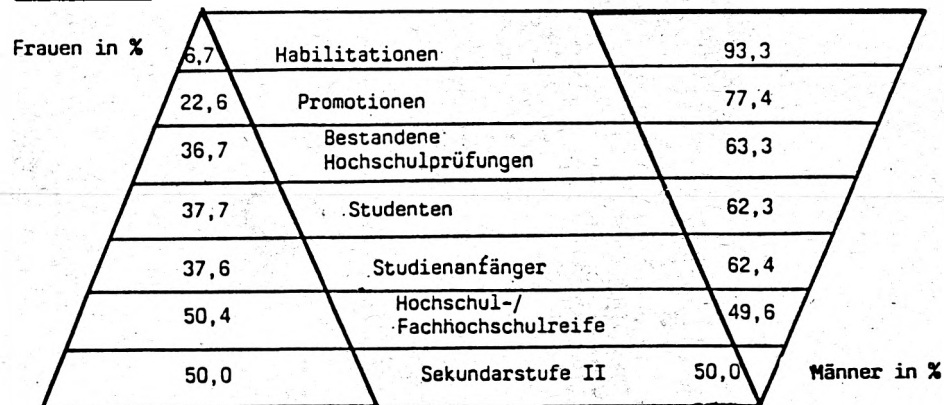 Frauen in %
6,7 Habilitationen 93,3
22,6 Promotionen 77,4
Bestandene
36,7 Hochschulprüfungen 63,3
37,7 Studenten 62,3
37,6 Studienanfänger 62,4
Hochschul-/
50,4 Fachhochschulreife 49,6
50,0 Sekundarstufe II 50,0 Männer in %